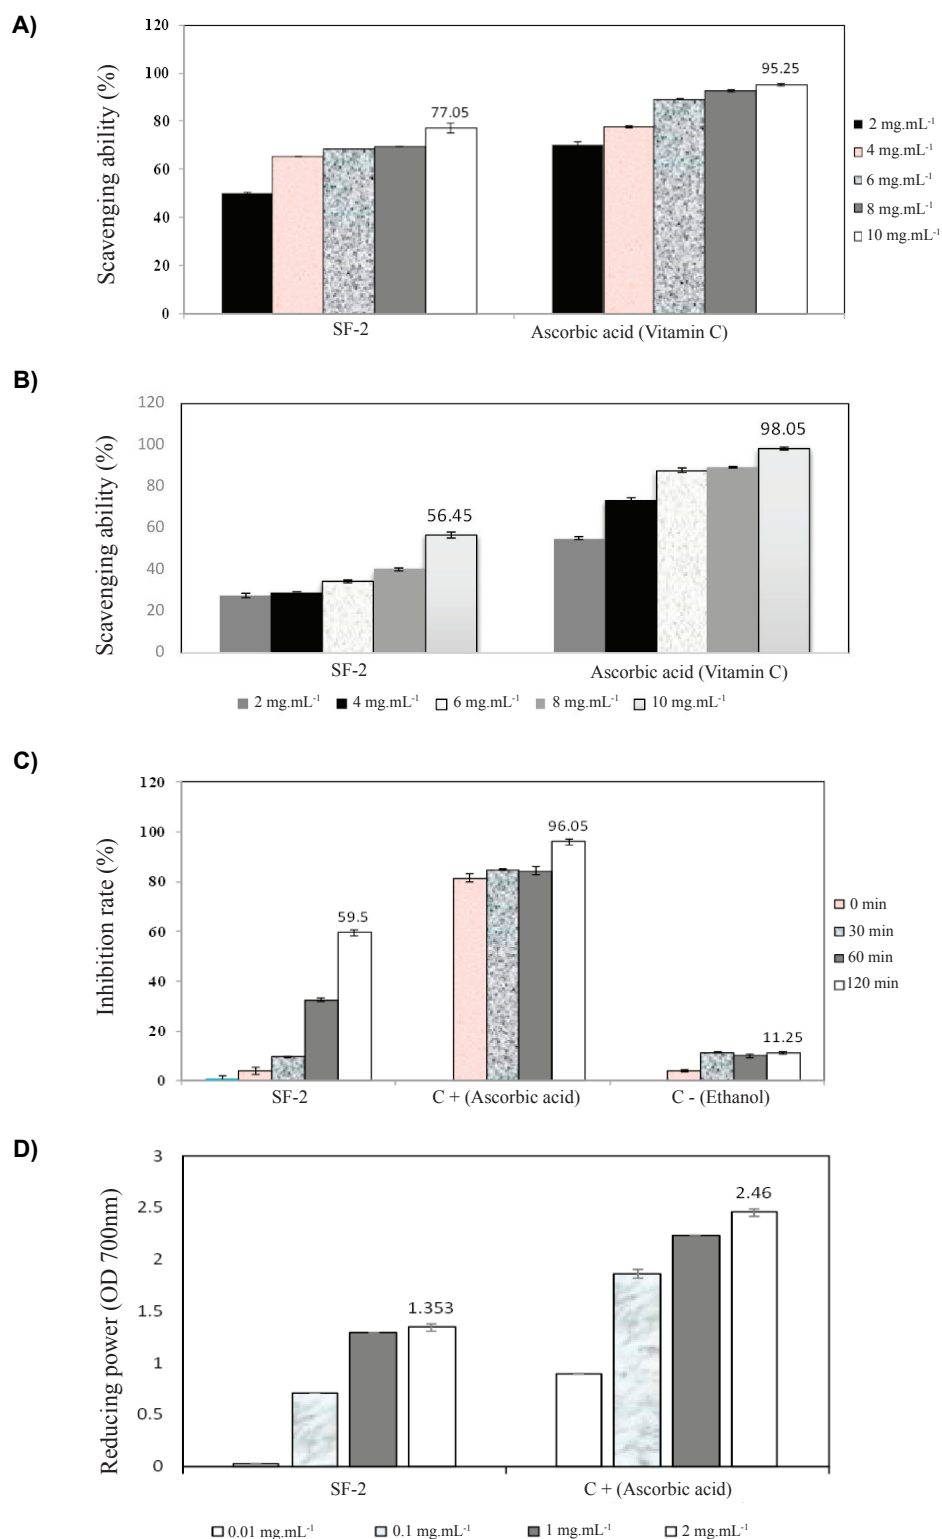 A)
Scavenging ability (%)
120
100
80
60
40
20
0
77.05
95.25
SF-2
Ascorbic acid (Vitamin C)
2 mg.mL⁻¹
4 mg.mL⁻¹
6 mg.mL⁻¹
8 mg.mL⁻¹
10 mg.mL⁻¹
B)
Scavenging ability (%)
120
100
80
60
40
20
0
56.45
98.05
SF-2
Ascorbic acid (Vitamin C)
2 mg.mL⁻¹ 4 mg.mL⁻¹ 6 mg.mL⁻¹ 8 mg.mL⁻¹ 10 mg.mL⁻¹
C)
Inhibition rate (%)
120
100
80
60
40
20
0
59.5
96.05
11.25
SF-2
C + (Ascorbic acid)
C - (Ethanol)
0 min
30 min
60 min
120 min
D)
Reducing power (OD 700nm)
3
2.5
2
1.5
1
0.5
0
1.353
2.46
SF-2
C + (Ascorbic acid)
0.01 mg.mL⁻¹ 0.1 mg.mL⁻¹ 1 mg.mL⁻¹ 2 mg.mL⁻¹